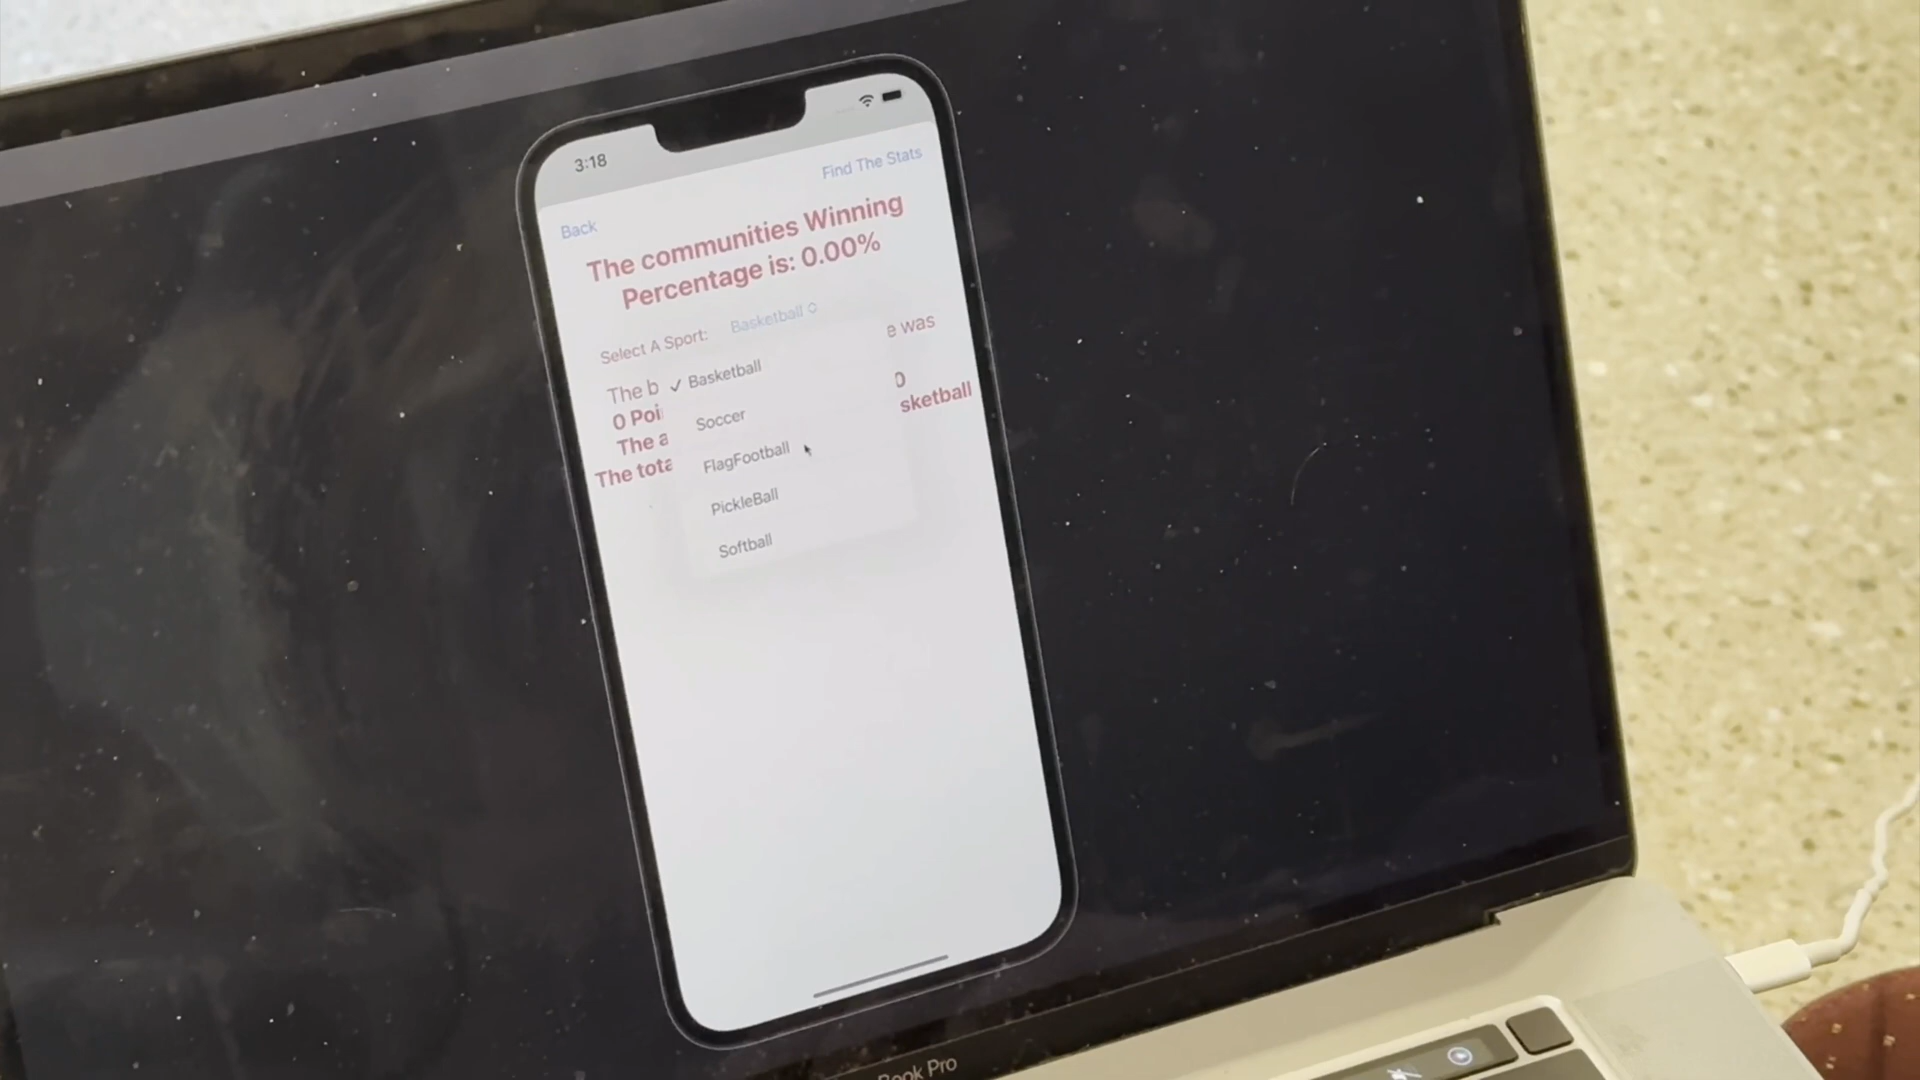 3:18
Find The Stats
Back
The communities Winning
Percentage is: 0.00%
Select A Sport: Basketball
The b e was
✓ Basketball
0 Poi 0
Soccer sketball
The a
FlagFootball
The tota
PickleBall
Softball
Book Pro